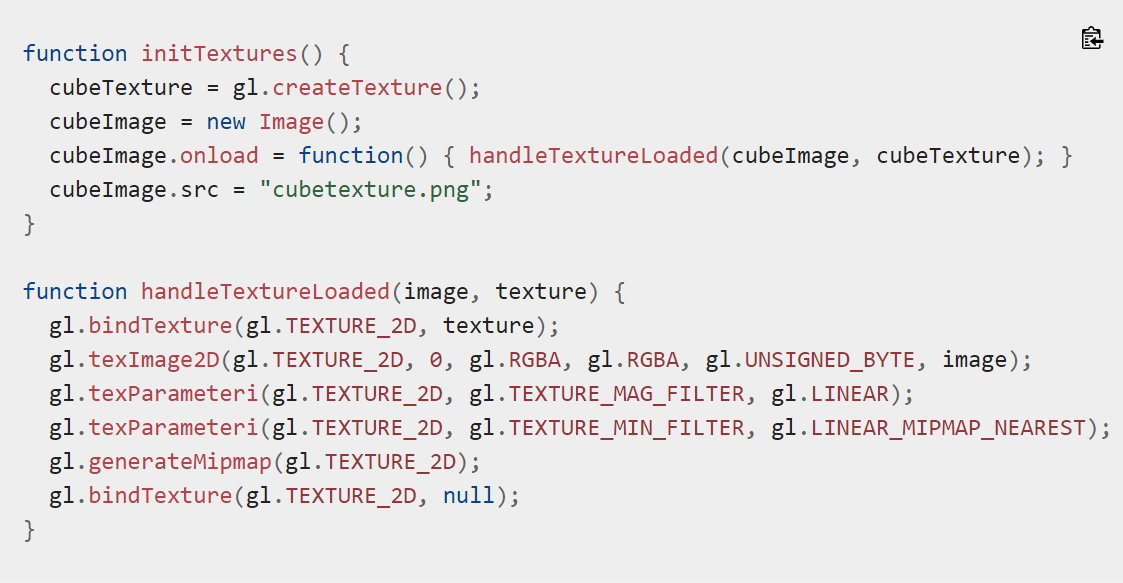 function initTextures() {
  cubeTexture = gl.createTexture();
  cubeImage = new Image();
  cubeImage.onload = function() { handleTextureLoaded(cubeImage, cubeTexture); }
  cubeImage.src = "cubetexture.png";
}

function handleTextureLoaded(image, texture) {
  gl.bindTexture(gl.TEXTURE_2D, texture);
  gl.texImage2D(gl.TEXTURE_2D, 0, gl.RGBA, gl.RGBA, gl.UNSIGNED_BYTE, image);
  gl.texParameteri(gl.TEXTURE_2D, gl.TEXTURE_MAG_FILTER, gl.LINEAR);
  gl.texParameteri(gl.TEXTURE_2D, gl.TEXTURE_MIN_FILTER, gl.LINEAR_MIPMAP_NEAREST);
  gl.generateMipmap(gl.TEXTURE_2D);
  gl.bindTexture(gl.TEXTURE_2D, null);
}